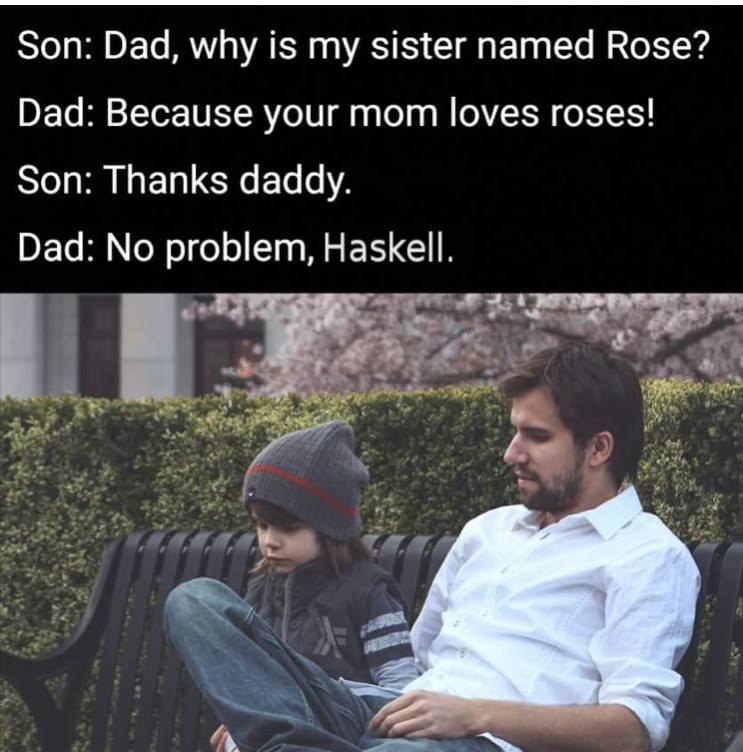 Son: Dad, why is my sister named Rose?
Dad: Because your mom loves roses!
Son: Thanks daddy.
Dad: No problem, Haskell.